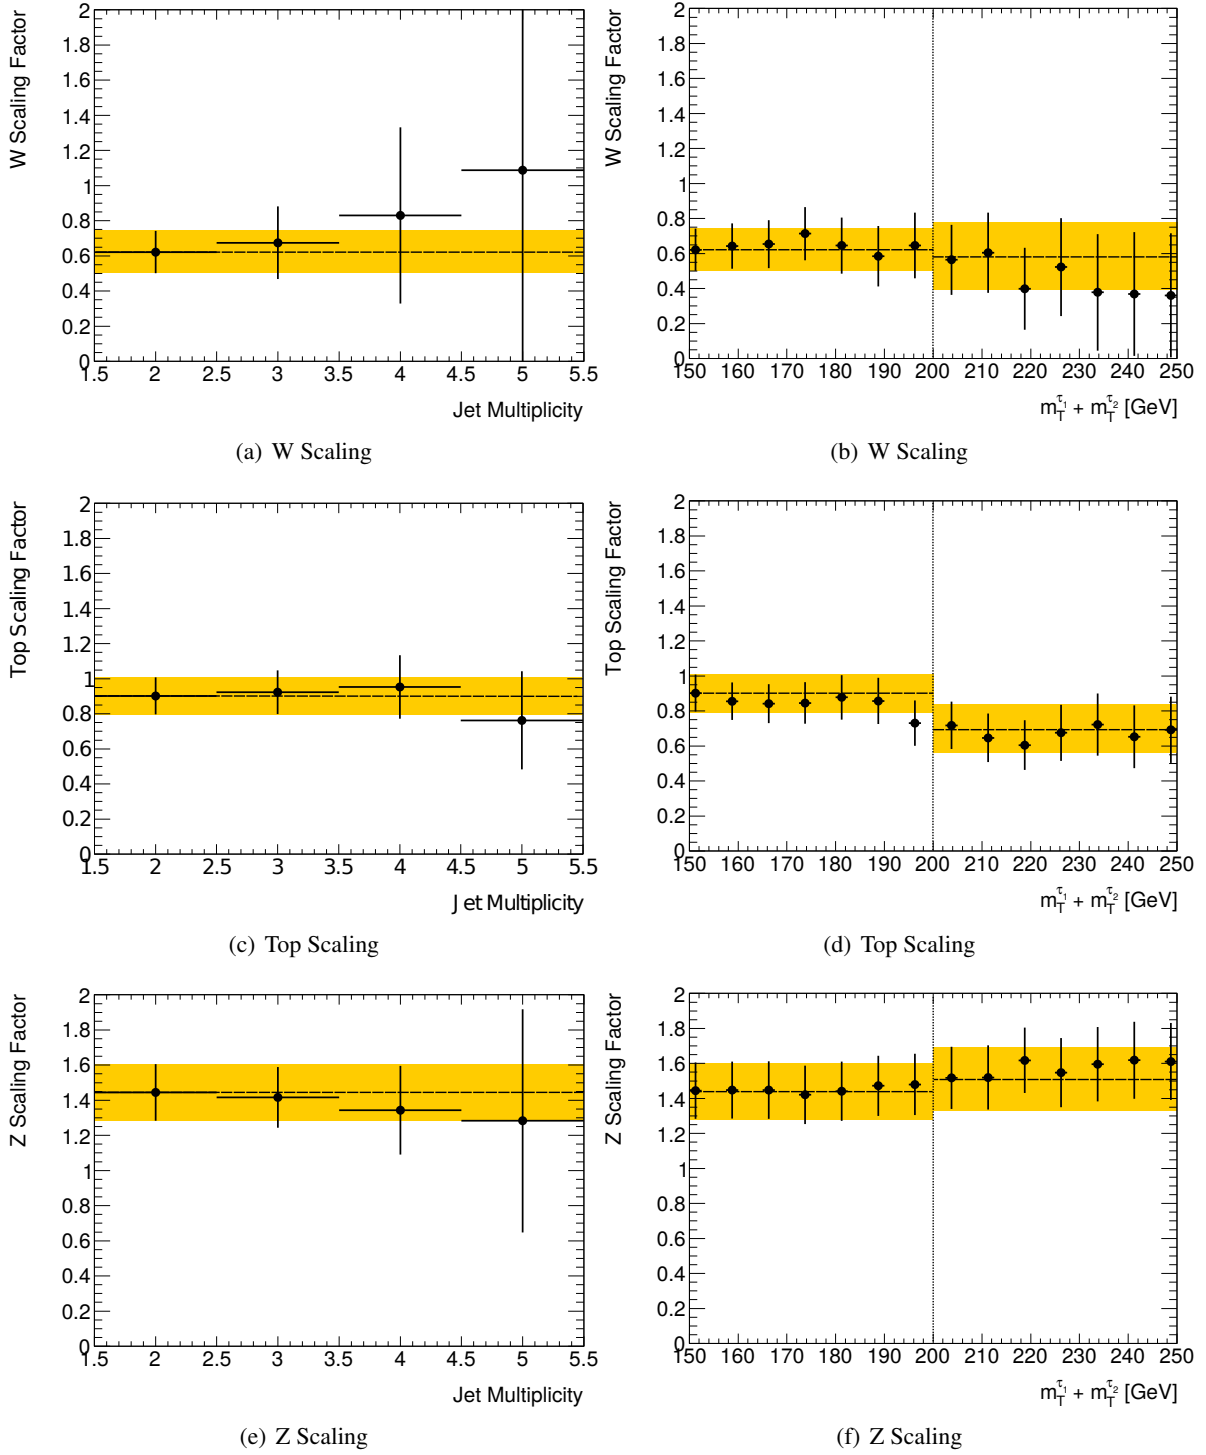 W Scaling Factor
2
1.8
1.6
1.4
1.2
1
0.8
0.6
0.4
0.2
0
1.5 2 2.5 3 3.5 4 4.5 5 5.5
Jet Multiplicity
(a) W Scaling
W Scaling Factor
2
1.8
1.6
1.4
1.2
1
0.8
0.6
0.4
0.2
0
150 160 170 180 190 200 210 220 230 240 250
m_T^{τ_1} + m_T^{τ_2} [GeV]
(b) W Scaling
Top Scaling Factor
2
1.8
1.6
1.4
1.2
1
0.8
0.6
0.4
0.2
0
1.5 2 2.5 3 3.5 4 4.5 5 5.5
Jet Multiplicity
(c) Top Scaling
Top Scaling Factor
2
1.8
1.6
1.4
1.2
1
0.8
0.6
0.4
0.2
0
150 160 170 180 190 200 210 220 230 240 250
m_T^{τ_1} + m_T^{τ_2} [GeV]
(d) Top Scaling
Z Scaling Factor
2
1.8
1.6
1.4
1.2
1
0.8
0.6
0.4
0.2
0
1.5 2 2.5 3 3.5 4 4.5 5 5.5
Jet Multiplicity
(e) Z Scaling
Z Scaling Factor
2
1.8
1.6
1.4
1.2
1
0.8
0.6
0.4
0.2
0
150 160 170 180 190 200 210 220 230 240 250
m_T^{τ_1} + m_T^{τ_2} [GeV]
(f) Z Scaling